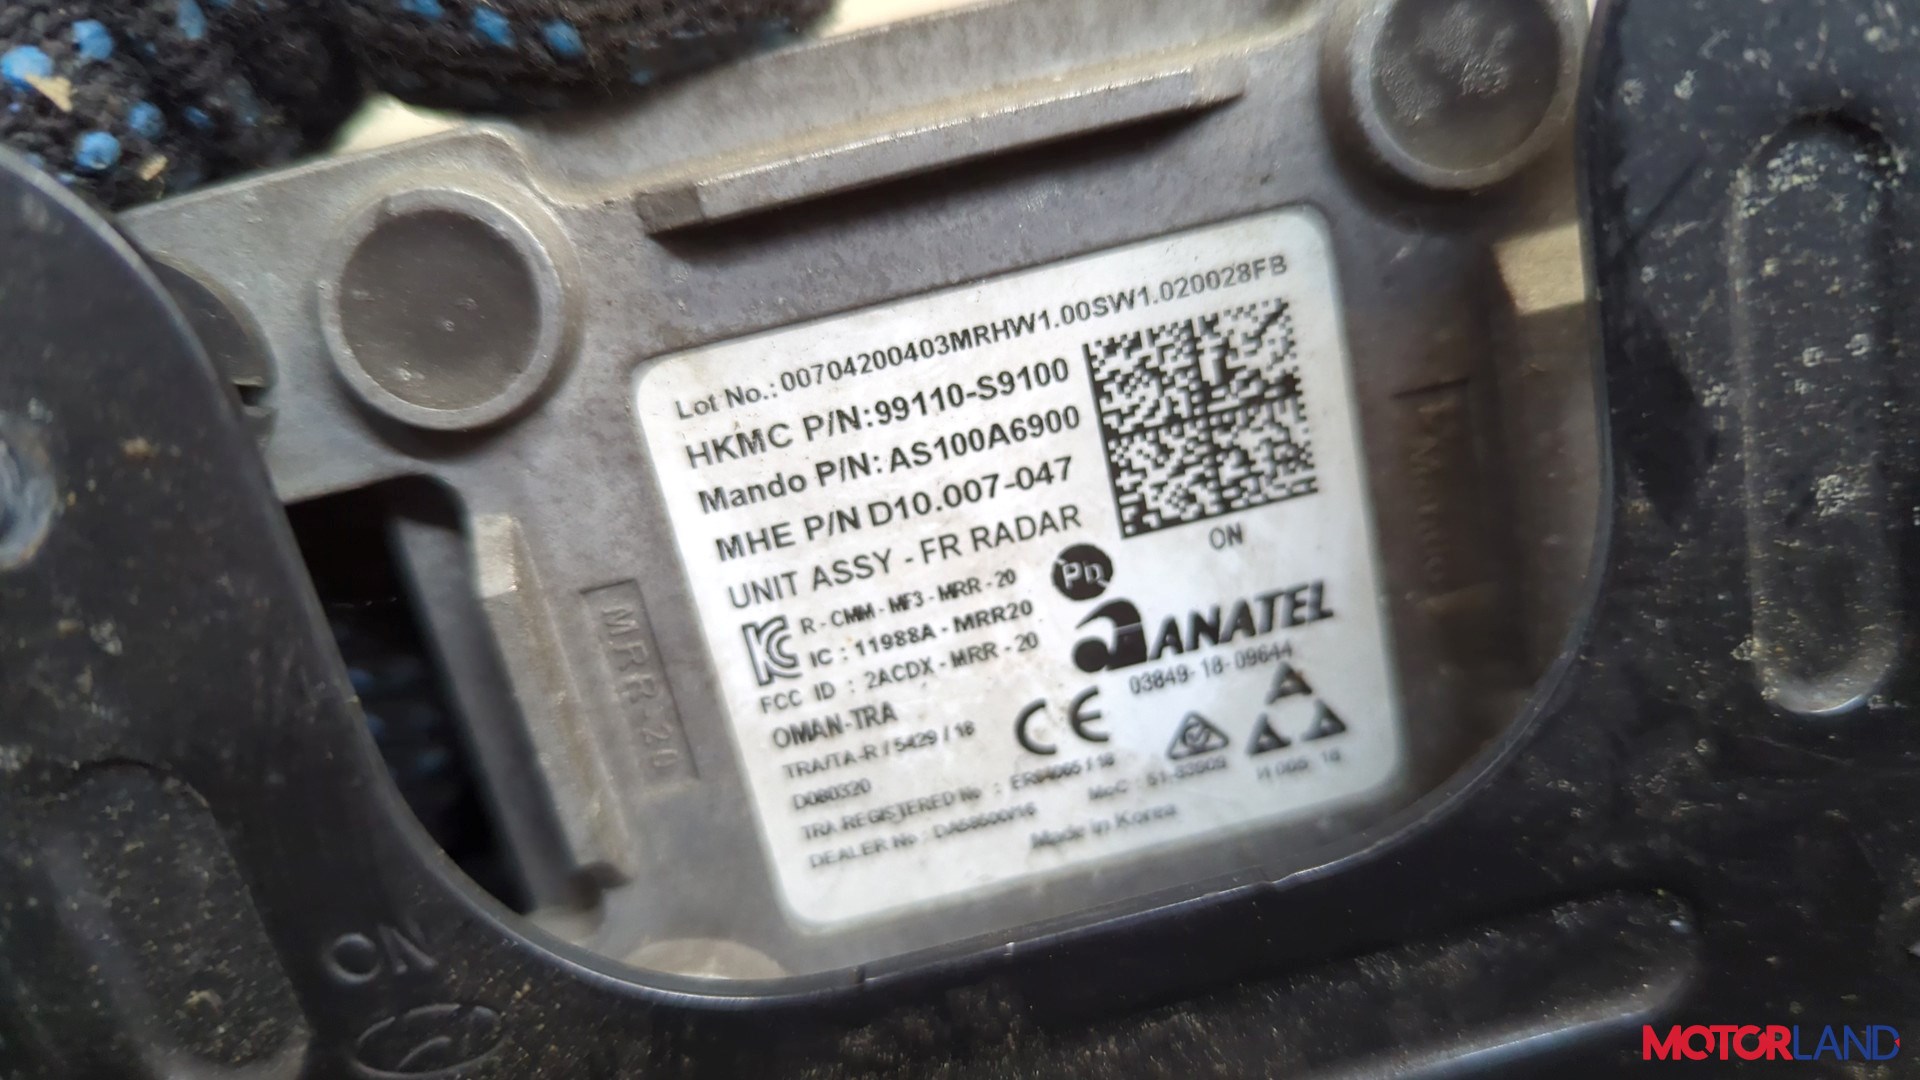 Lot No.: 00704200403MRHW1.00SW1.020028FB
HKMC P/N:99110-S9100
Mando P/N: AS100A6900
MHE P/N D10.007-047
UNIT ASSY - FR RADAR
ON
R - CMM - MF3 - MRR - 20
IC : 11988A - MRR20
FCC ID : 2ACDX - MRR - 20
ANATEL
03849-18-09644
OMAN-TRA
TRA/TA-R / 5429 / 18
D080320
CE
TRA REGISTERED No :
DEALER No :
Made in Korea
MRR 20
Mando
ON
MOTORLAND